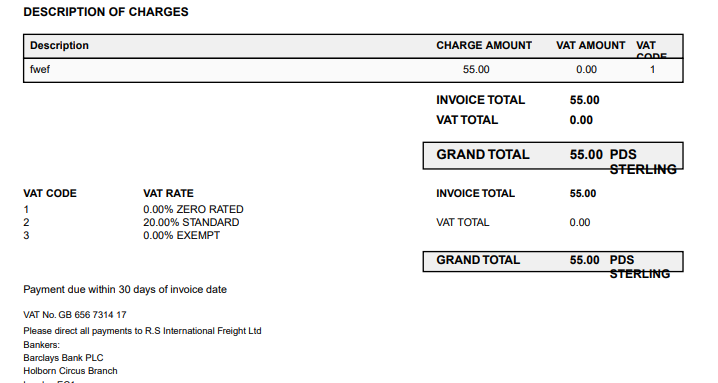 DESCRIPTION OF CHARGES
Description CHARGE AMOUNT VAT AMOUNT VAT CODE
fwef 55.00 0.00 1
INVOICE TOTAL 55.00
VAT TOTAL 0.00
GRAND TOTAL 55.00 PDS STERLING
VAT CODE VAT RATE INVOICE TOTAL 55.00
1 0.00% ZERO RATED
2 20.00% STANDARD VAT TOTAL 0.00
3 0.00% EXEMPT
GRAND TOTAL 55.00 PDS STERLING
Payment due within 30 days of invoice date
VAT No. GB 656 7314 17
Please direct all payments to R.S International Freight Ltd
Bankers:
Barclays Bank PLC
Holborn Circus Branch